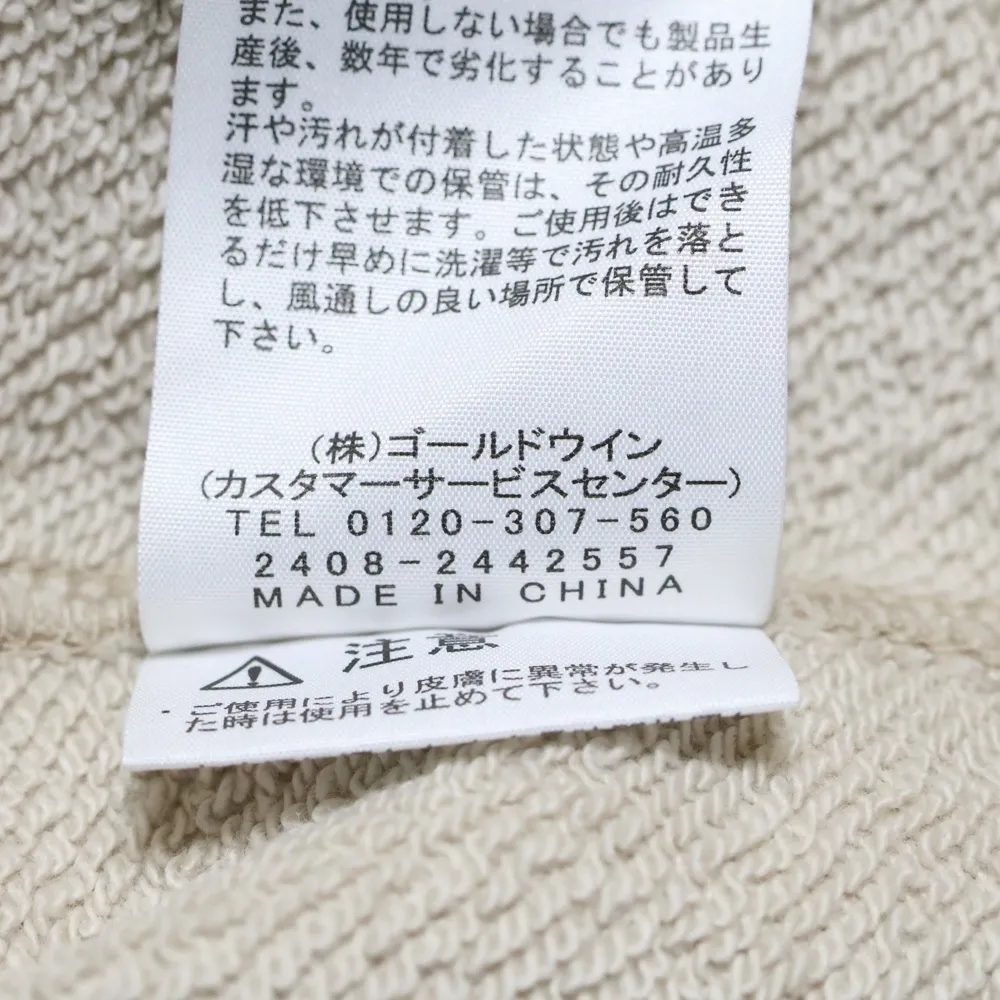 また、使用しない場合でも製品生
産後、数年で劣化することがあり
ます。
汗や汚れが付着した状態や高温多
湿な環境での保管は、その耐久性
を低下させます。ご使用後はでき
るだけ早めに洗濯等で汚れを落と
し、風通しの良い場所で保管して
下さい。
(株)ゴールドウイン
(カスタマーサービスセンター)
TEL 0120-307-560
2408-2442557
MADE IN CHINA
注意
・ご使用により皮膚に異常が発生し
た時は使用を止めて下さい。